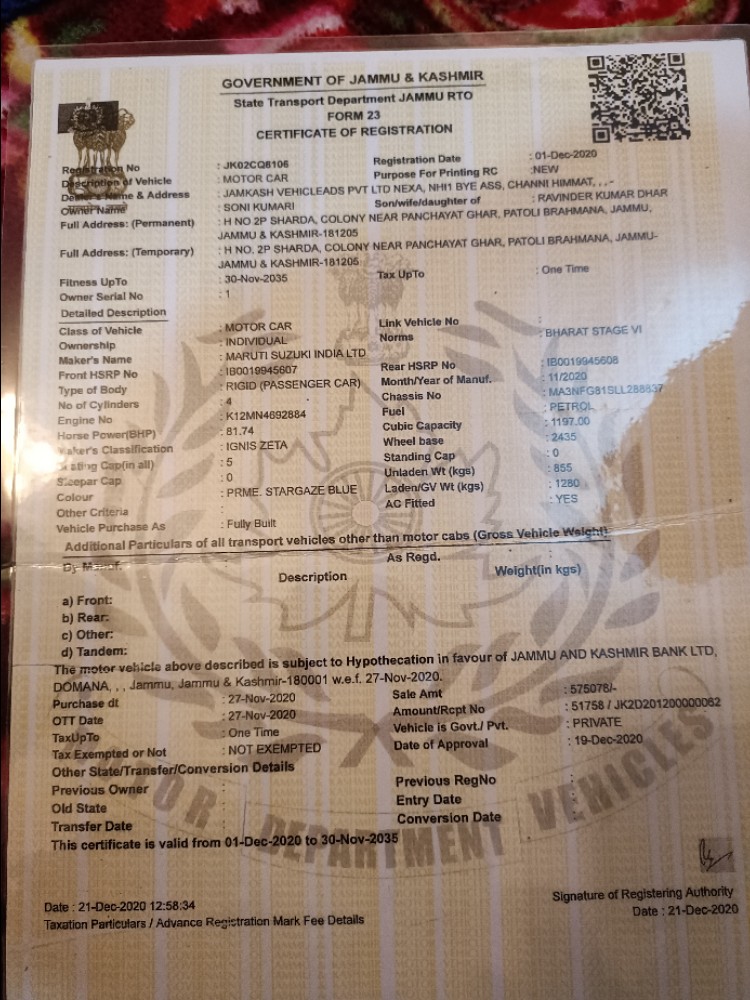 GOVERNMENT OF JAMMU & KASHMIR
State Transport Department JAMMU RTO
FORM 23
CERTIFICATE OF REGISTRATION
Registration No : JK02CQ8106 Registration Date : 01-Dec-2020
Description of Vehicle : MOTOR CAR Purpose For Printing RC :NEW
Dealer's Name & Address : JAMKASH VEHICLEADS PVT LTD NEXA, NH1 BYE ASS, CHANNI HIMMAT, , , -
Owner Name : SONI KUMARI Son/wife/daughter of : RAVINDER KUMAR DHAR
Full Address: (Permanent) : H NO 2P SHARDA, COLONY NEAR PANCHAYAT GHAR, PATOLI BRAHMANA, JAMMU,
JAMMU & KASHMIR-181205
Full Address: (Temporary) : H NO. 2P SHARDA, COLONY NEAR PANCHAYAT GHAR, PATOLI BRAHMANA, JAMMU-
JAMMU & KASHMIR-181205
Fitness UpTo : 30-Nov-2035 Tax UpTo : One Time
Owner Serial No : 1
Detailed Description
Class of Vehicle : MOTOR CAR Link Vehicle No :
Ownership : INDIVIDUAL Norms : BHARAT STAGE VI
Maker's Name : MARUTI SUZUKI INDIA LTD
Front HSRP No : IB0019945607 Rear HSRP No : IB0019945608
Type of Body : RIGID (PASSENGER CAR) Month/Year of Manuf. : 11/2020
No of Cylinders : 4 Chassis No : MA3NFG81SLL288837
Engine No : K12MN4692884 Fuel : PETROL
Horse Power(BHP) : 81.74 Cubic Capacity : 1197.00
Maker's Classification : IGNIS ZETA Wheel base : 2435
Seating Cap(in all) : 5 Standing Cap : 0
Sleepar Cap : 0 Unladen Wt (kgs) : 855
Colour : PRME. STARGAZE BLUE Laden/GV Wt (kgs) : 1280
Other Criteria : AC Fitted : YES
Vehicle Purchase As : Fully Built
Additional Particulars of all transport vehicles other than motor cabs (Gross Vehicle Weight)
By Manuf. : As Regd. :
Description Weight(in kgs)
a) Front:
b) Rear:
c) Other:
d) Tandem:
The motor vehicle above described is subject to Hypothecation in favour of JAMMU AND KASHMIR BANK LTD,
DOMANA, , , Jammu, Jammu & Kashmir-180001 w.e.f. 27-Nov-2020.
Purchase dt : 27-Nov-2020 Sale Amt : 575078/-
OTT Date : 27-Nov-2020 Amount/Rcpt No : 51758 / JK2D201200000062
TaxUpTo : One Time Vehicle is Govt./ Pvt. : PRIVATE
Tax Exempted or Not : NOT EXEMPTED Date of Approval : 19-Dec-2020
Other State/Transfer/Conversion Details
Previous Owner : Previous RegNo :
Old State : Entry Date :
Transfer Date : Conversion Date :
This certificate is valid from 01-Dec-2020 to 30-Nov-2035
FOR DEPARTMENT VEHICLES
Signature of Registering Authority
Date : 21-Dec-2020 12:58:34 Date : 21-Dec-2020
Taxation Particulars / Advance Registration Mark Fee Details